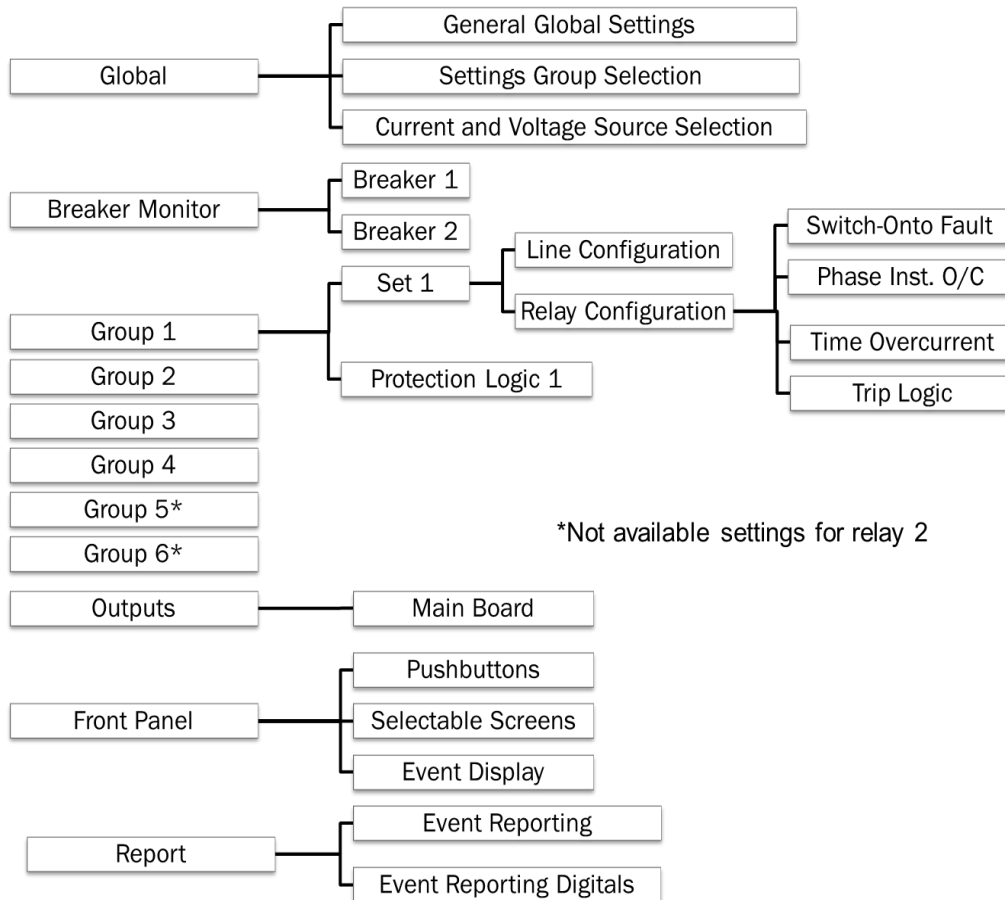 General Global Settings
Global
Settings Group Selection
Current and Voltage Source Selection
Breaker Monitor
Breaker 1
Breaker 2
Group 1
Set 1
Line Configuration
Relay Configuration
Switch-Onto Fault
Phase Inst. O/C
Time Overcurrent
Trip Logic
Protection Logic 1
Group 2
Group 3
Group 4
Group 5*
Group 6*
*Not available settings for relay 2
Outputs
Main Board
Front Panel
Pushbuttons
Selectable Screens
Event Display
Report
Event Reporting
Event Reporting Digitals